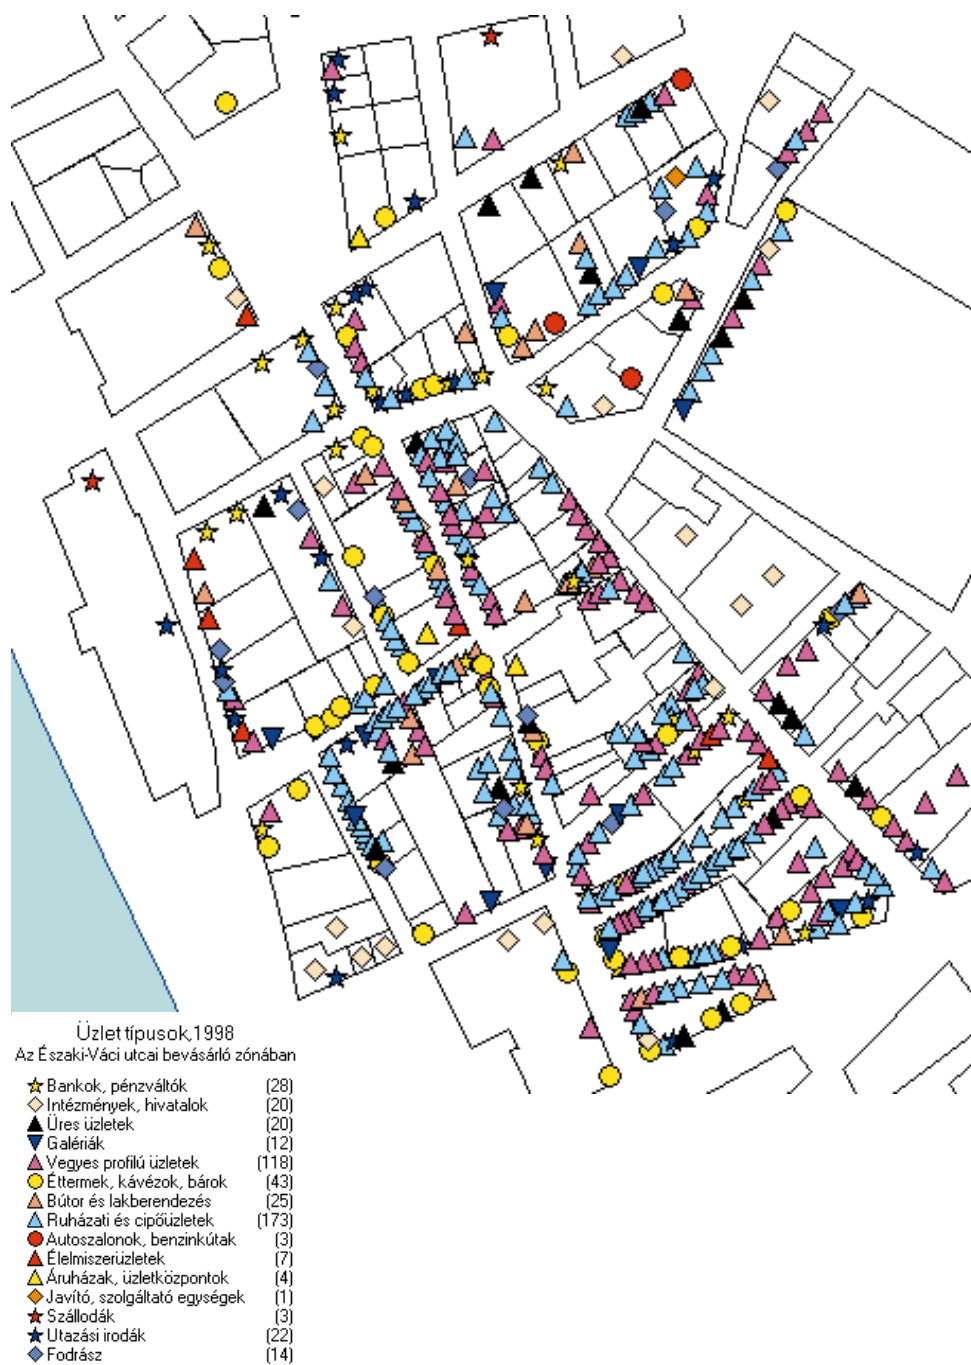 Üzlet típusok,1998
Az Északi-Váci utcai bevásárló zónában
Bankok, pénzváltók (28)
Intézmények, hivatalok (20)
Üres üzletek (20)
Galériák (12)
Vegyes profilú üzletek (118)
Éttermek, kávézok, bárok (43)
Bútor és lakberendezés (25)
Ruházati és cipőüzletek (173)
Autoszalonok, benzinkútak (3)
Élelmiszerüzletek (7)
Áruházak, üzletközpontok (4)
Javító, szolgáltató egységek (1)
Szállodák (3)
Utazási irodák (22)
Fodrász (14)